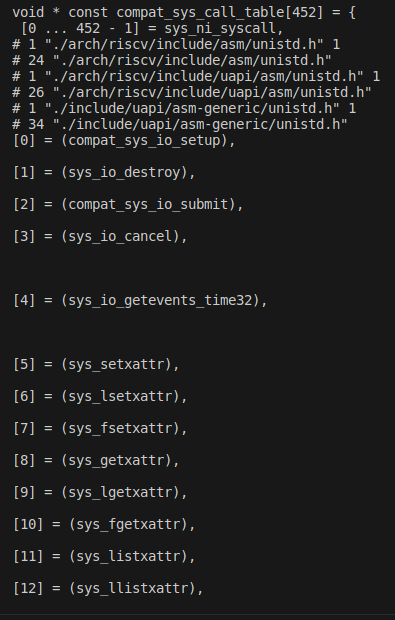 void * const compat_sys_call_table[452] = {
[0 ... 452 - 1] = sys_ni_syscall,
# 1 "./arch/riscv/include/asm/unistd.h" 1
# 24 "./arch/riscv/include/asm/unistd.h"
# 1 "./arch/riscv/include/uapi/asm/unistd.h" 1
# 26 "./arch/riscv/include/uapi/asm/unistd.h"
# 1 "./include/uapi/asm-generic/unistd.h" 1
# 34 "./include/uapi/asm-generic/unistd.h"
[0] = (compat_sys_io_setup),
[1] = (sys_io_destroy),
[2] = (compat_sys_io_submit),
[3] = (sys_io_cancel),
[4] = (sys_io_getevents_time32),
[5] = (sys_setxattr),
[6] = (sys_lsetxattr),
[7] = (sys_fsetxattr),
[8] = (sys_getxattr),
[9] = (sys_lgetxattr),
[10] = (sys_fgetxattr),
[11] = (sys_listxattr),
[12] = (sys_llistxattr),